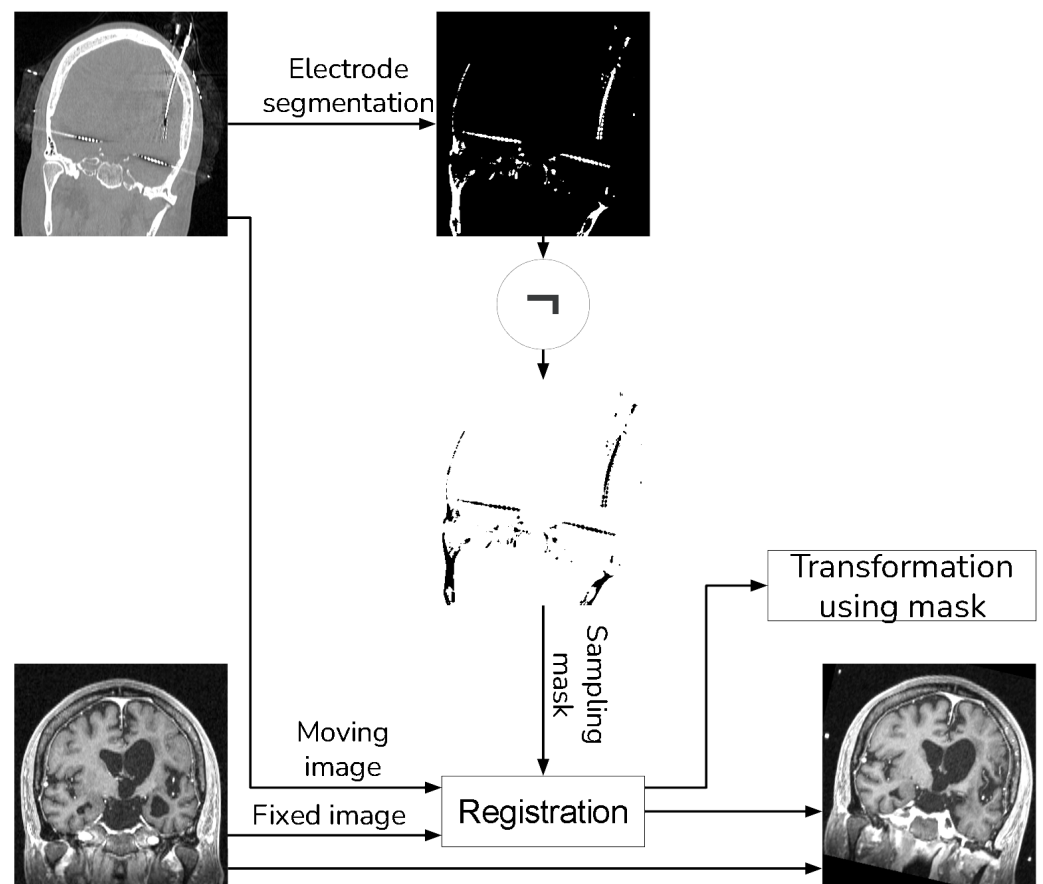 Electrode
segmentation
¬
Transformation
using mask
Sampling
mask
Moving
image
Fixed image
Registration